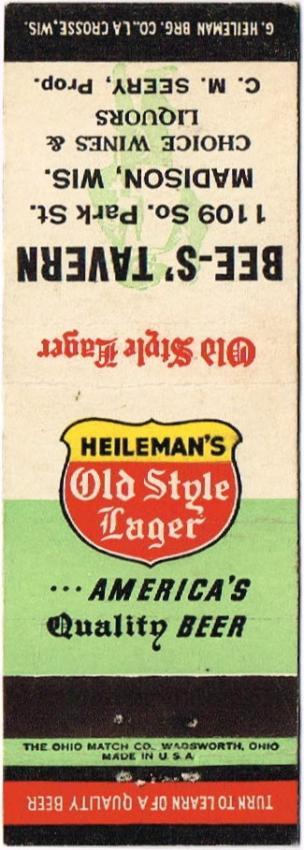 G. HEILEMAN BRG. CO., LA CROSSE, WIS.
C. M. SEERY, Prop.
LIQUORS
CHOICE WINES &
MADISON, WIS.
1109 So. Park St.
BEE-S' TAVERN
Old Style Lager
HEILEMAN'S
Old Style
Lager
...AMERICA'S
Quality BEER
THE OHIO MATCH CO., WADSWORTH, OHIO
MADE IN U.S.A.
TURN TO LEARN OF A QUALITY BEER